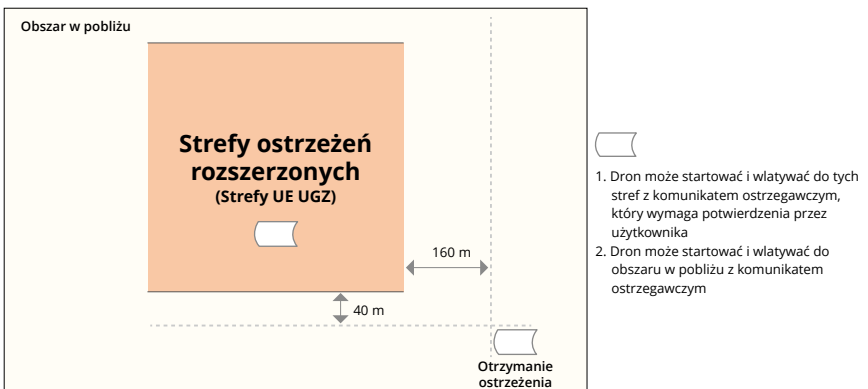 Obszar w pobliżu
Strefy ostrzeżeń
rozszerzonych
(Strefy UE UGZ)
160 m
40 m
Otrzymanie
ostrzeżenia
1. Dron może startować i wlatywać do tych
stref z komunikatem ostrzegawczym,
który wymaga potwierdzenia przez
użytkownika
2. Dron może startować i wlatywać do
obszaru w pobliżu z komunikatem
ostrzegawczym